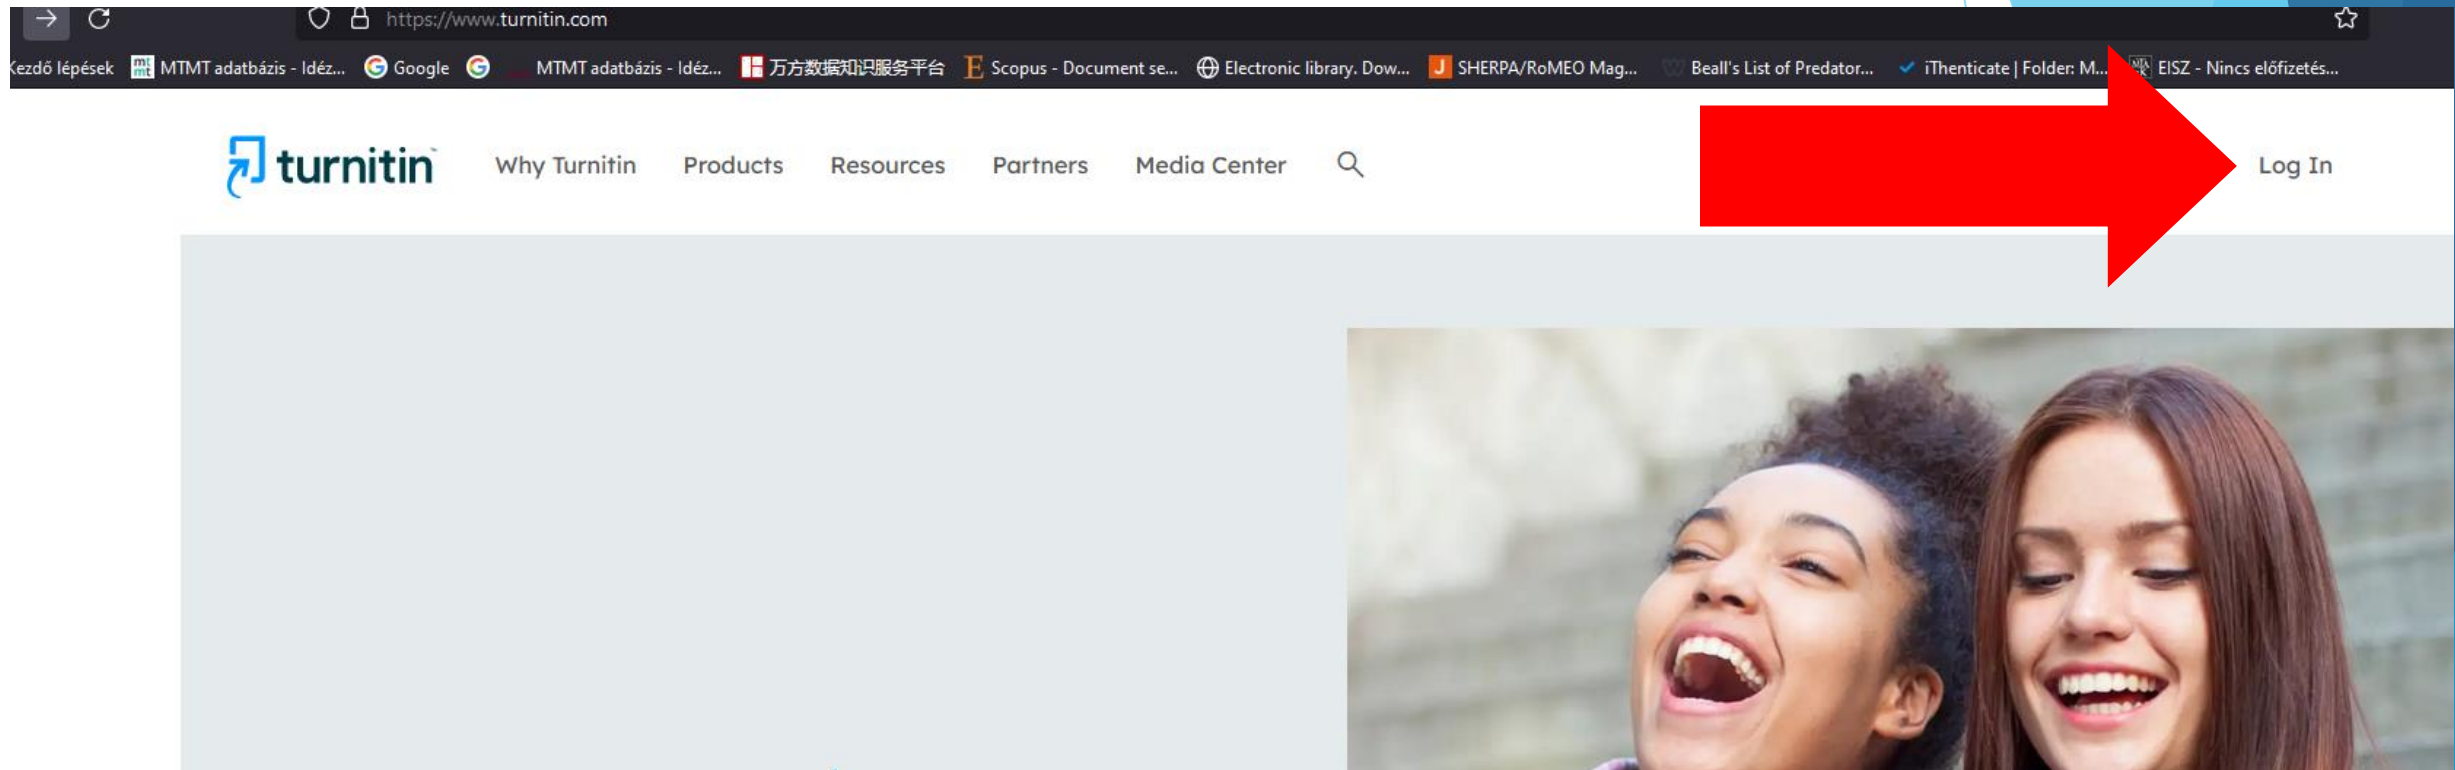 https://www.turnitin.com
Kezdő lépések MTMT adatbázis - Idéz... Google MTMT adatbázis - Idéz... 万方数据知识服务平台 Scopus - Document se... Electronic library. Dow... SHERPA/RoMEO Mag... Beall's List of Predator... iThenticate | Folder: M... EISZ - Nincs előfizetés...
turnitin Why Turnitin Products Resources Partners Media Center Log In